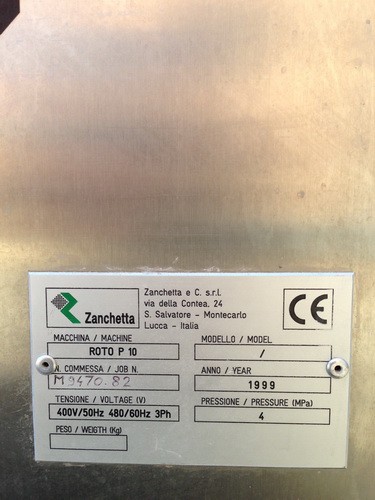 Zanchetta
Zanchetta e C. s.r.l.
via della Contea, 24
S. Salvatore - Montecarlo
Lucca - Italia
CE
MACCHINA / MACHINE
ROTO P 10
MODELLO / MODEL
/
N. COMMESSA / JOB N.
M9470.82
ANNO / YEAR
1999
TENSIONE / VOLTAGE (V)
400V/50Hz 480/60Hz 3Ph
PRESSIONE / PRESSURE (MPa)
4
PESO / WEIGTH (Kg)